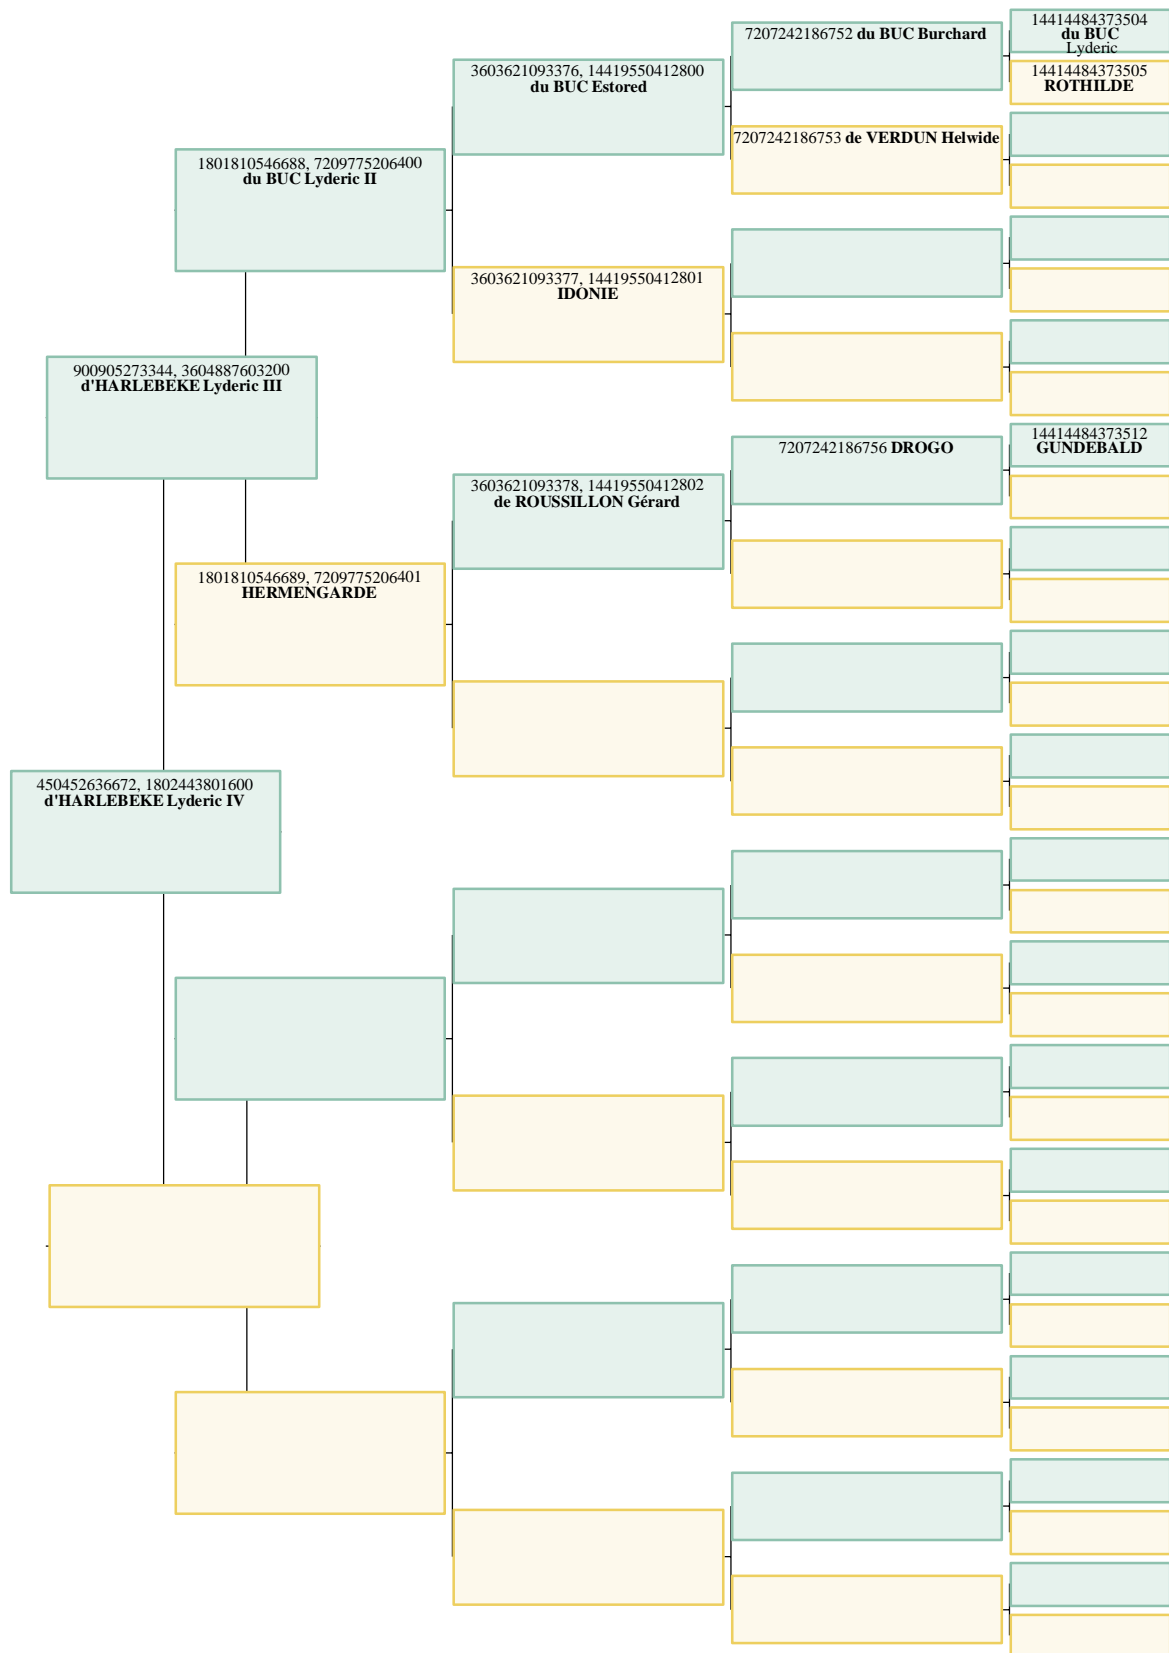 7207242186752 du BUC Burchard
14414484373504
du BUC
Lyderic
14414484373505
ROTHILDE
3603621093376, 14419550412800
du BUC Estored
7207242186753 de VERDUN Helwide
1801810546688, 7209775206400
du BUC Lyderic II
3603621093377, 14419550412801
IDONIE
900905273344, 3604887603200
d'HARLEBEKE Lyderic III
7207242186756 DROGO
14414484373512
GUNDEBALD
3603621093378, 14419550412802
de ROUSSILLON Gérard
1801810546689, 7209775206401
HERMENGARDE
450452636672, 1802443801600
d'HARLEBEKE Lyderic IV